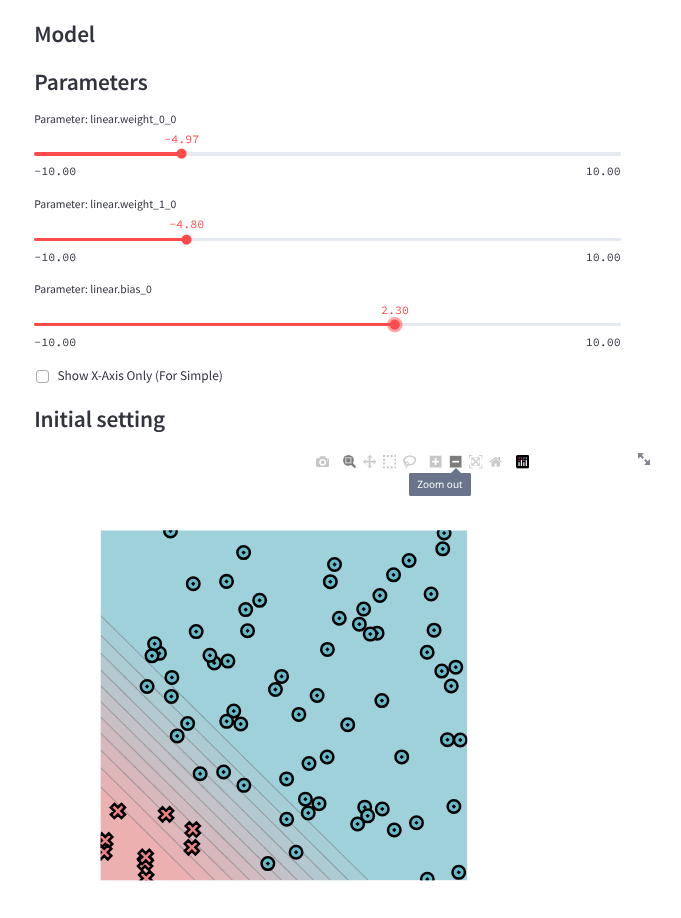 Model
Parameters
Parameter: linear.weight_0_0
-4.97
-10.00 10.00
Parameter: linear.weight_1_0
-4.80
-10.00 10.00
Parameter: linear.bias_0
2.30
-10.00 10.00
Show X-Axis Only (For Simple)
Initial setting
Zoom out